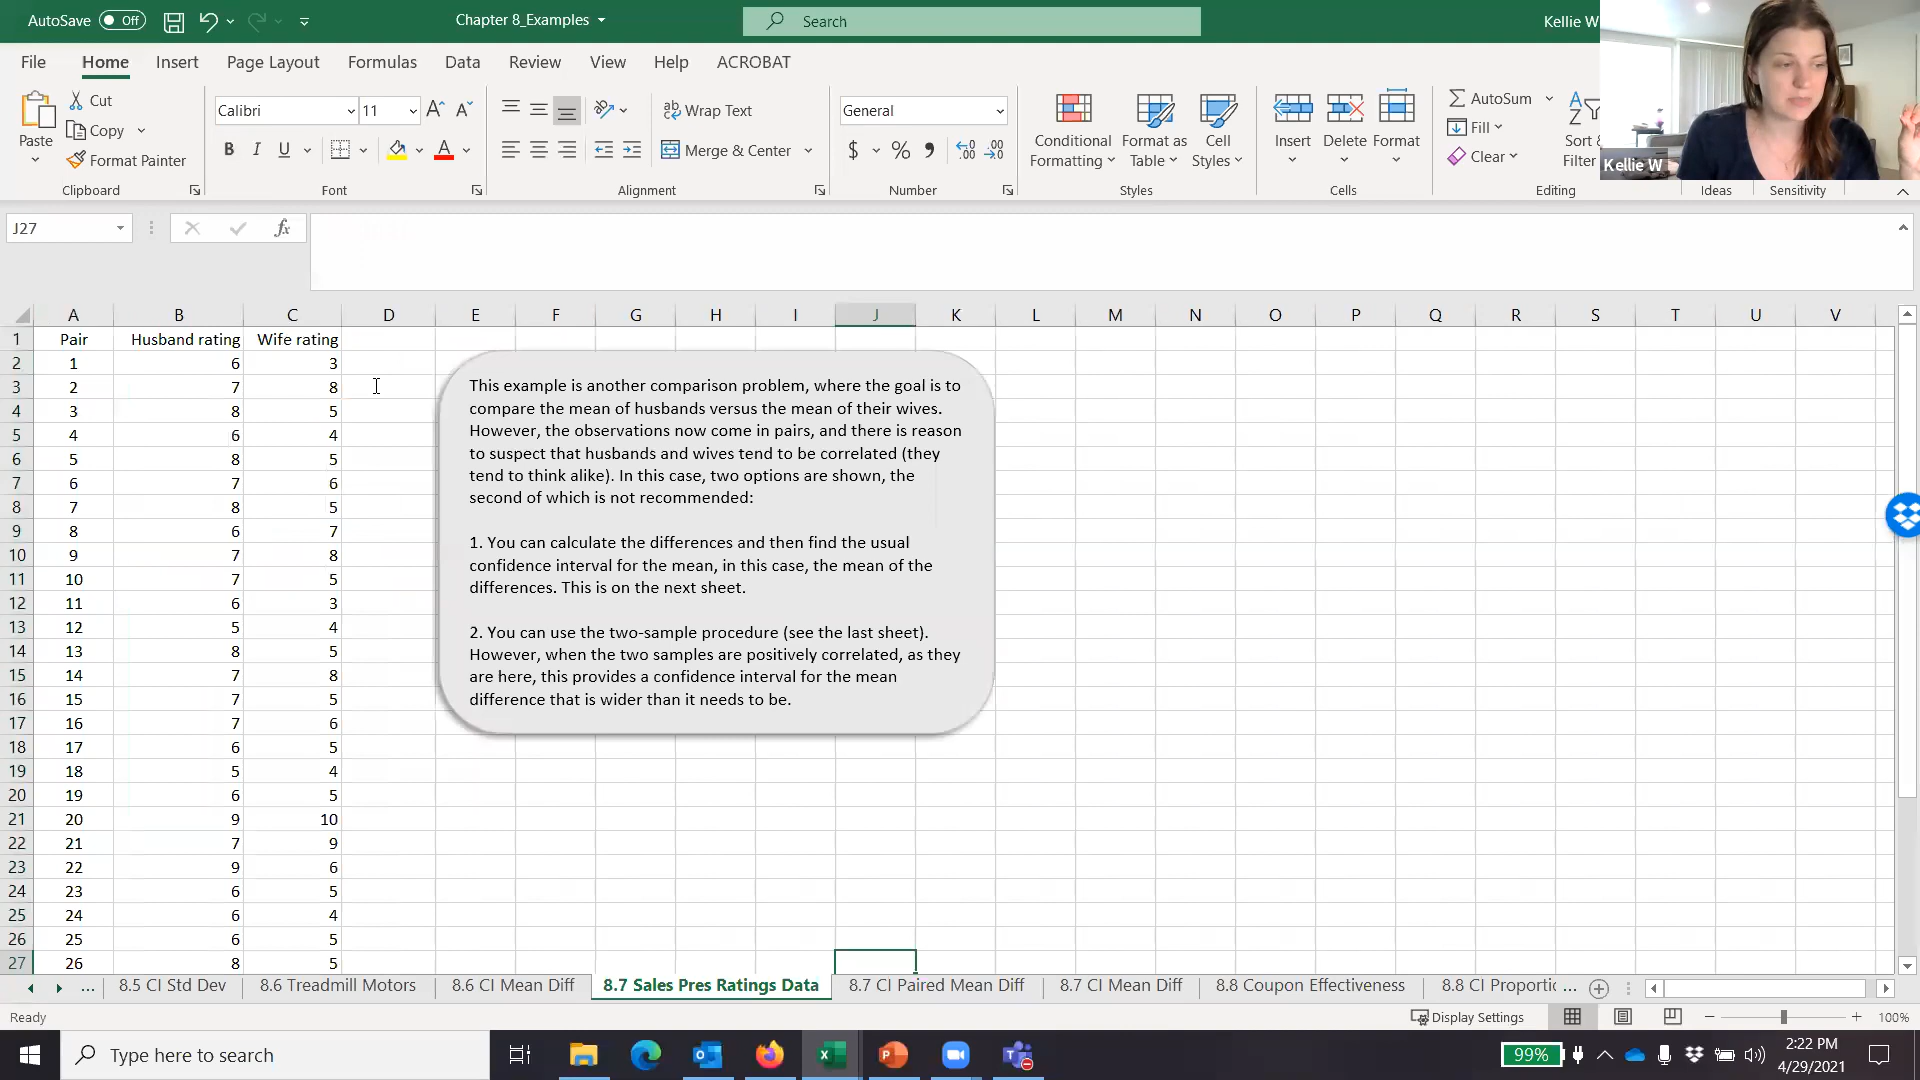 AutoSave Off Chapter 8_Examples Search Kellie W
File Home Insert Page Layout Formulas Data Review View Help ACROBAT
Paste Cut Copy Format Painter Clipboard
Calibri 11 B I U A Font
Wrap Text Merge & Center Alignment
General $ % Number
Conditional Formatting Format as Table Cell Styles Styles
Insert Delete Format Cells
AutoSum Fill Clear Sort & Filter Editing
Ideas Sensitivity
Kellie W
J27 fx
A B C D E F G H I J K L M N O P Q R S T U V
1 Pair Husband rating Wife rating
2 1 6 3
3 2 7 8
4 3 8 5
5 4 6 4
6 5 8 5
7 6 7 6
8 7 8 5
9 8 6 7
10 9 7 8
11 10 7 5
12 11 6 3
13 12 5 4
14 13 8 5
15 14 7 8
16 15 7 5
17 16 7 6
18 17 6 5
19 18 5 4
20 19 6 5
21 20 9 10
22 21 7 9
23 22 9 6
24 23 6 5
25 24 6 4
26 25 6 5
27 26 8 5
This example is another comparison problem, where the goal is to
compare the mean of husbands versus the mean of their wives.
However, the observations now come in pairs, and there is reason
to suspect that husbands and wives tend to be correlated (they
tend to think alike). In this case, two options are shown, the
second of which is not recommended:
1. You can calculate the differences and then find the usual
confidence interval for the mean, in this case, the mean of the
differences. This is on the next sheet.
2. You can use the two-sample procedure (see the last sheet).
However, when the two samples are positively correlated, as they
are here, this provides a confidence interval for the mean
difference that is wider than it needs to be.
... 8.5 CI Std Dev 8.6 Treadmill Motors 8.6 CI Mean Diff 8.7 Sales Pres Ratings Data 8.7 CI Paired Mean Diff 8.7 CI Mean Diff 8.8 Coupon Effectiveness 8.8 CI Proportic ...
Ready Display Settings 100%
Type here to search 99% 2:22 PM
4/29/2021